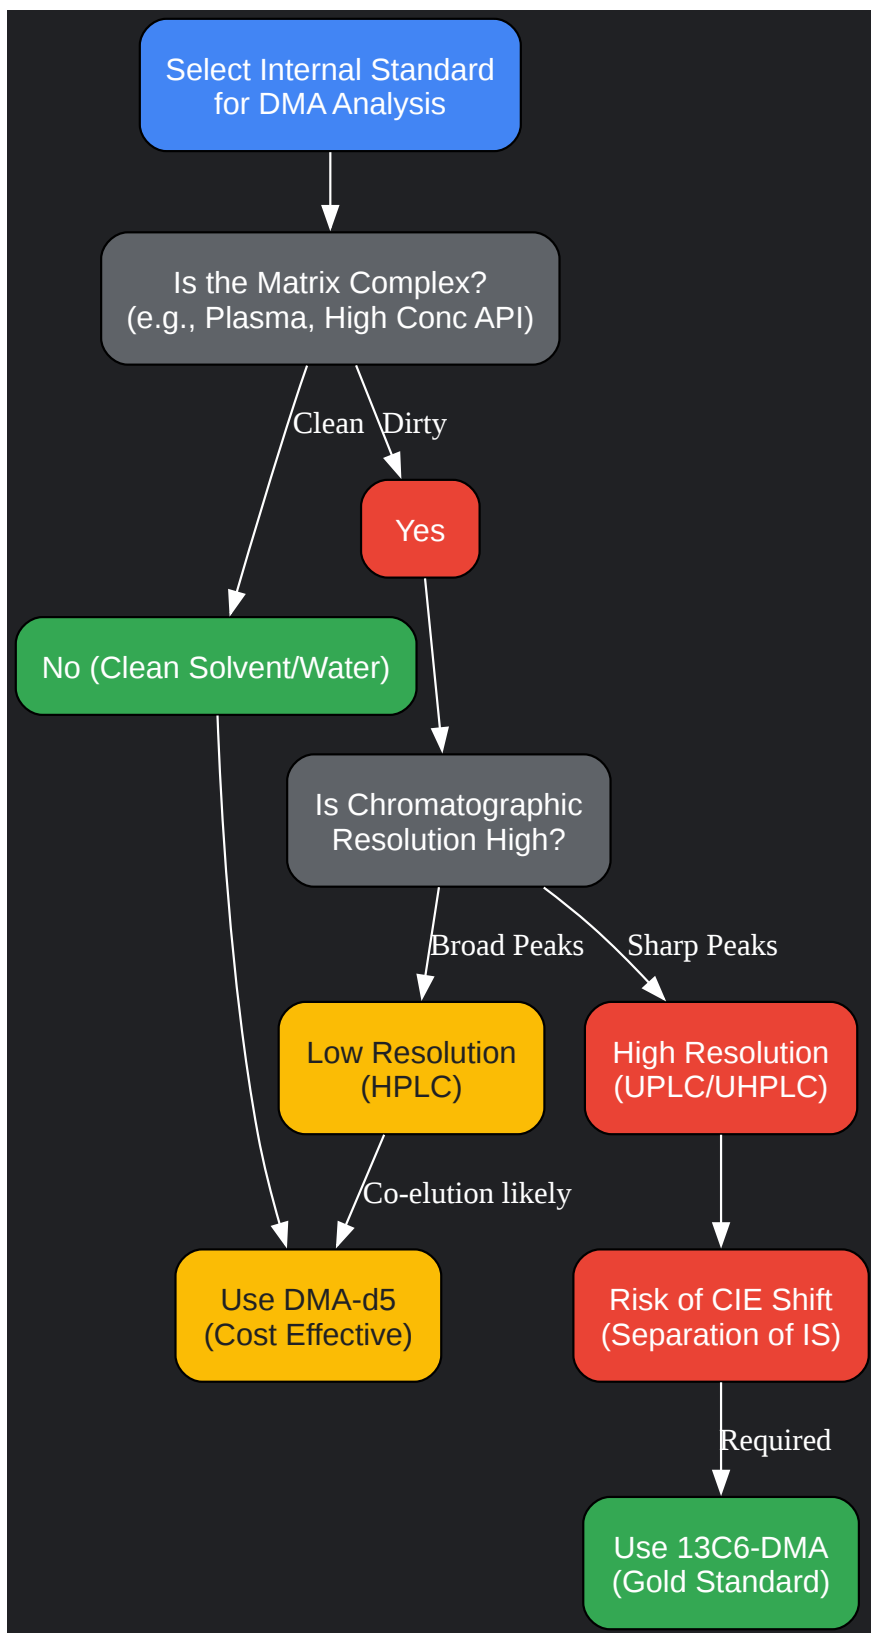 Select Internal Standard
for DMA Analysis
Is the Matrix Complex?
(e.g., Plasma, High Conc API)
Clean
Dirty
Yes
No (Clean Solvent/Water)
Is Chromatographic
Resolution High?
Broad Peaks
Sharp Peaks
Low Resolution
(HPLC)
High Resolution
(UPLC/UHPLC)
Co-elution likely
Use DMA-d5
(Cost Effective)
Risk of CIE Shift
(Separation of IS)
Required
Use 13C6-DMA
(Gold Standard)